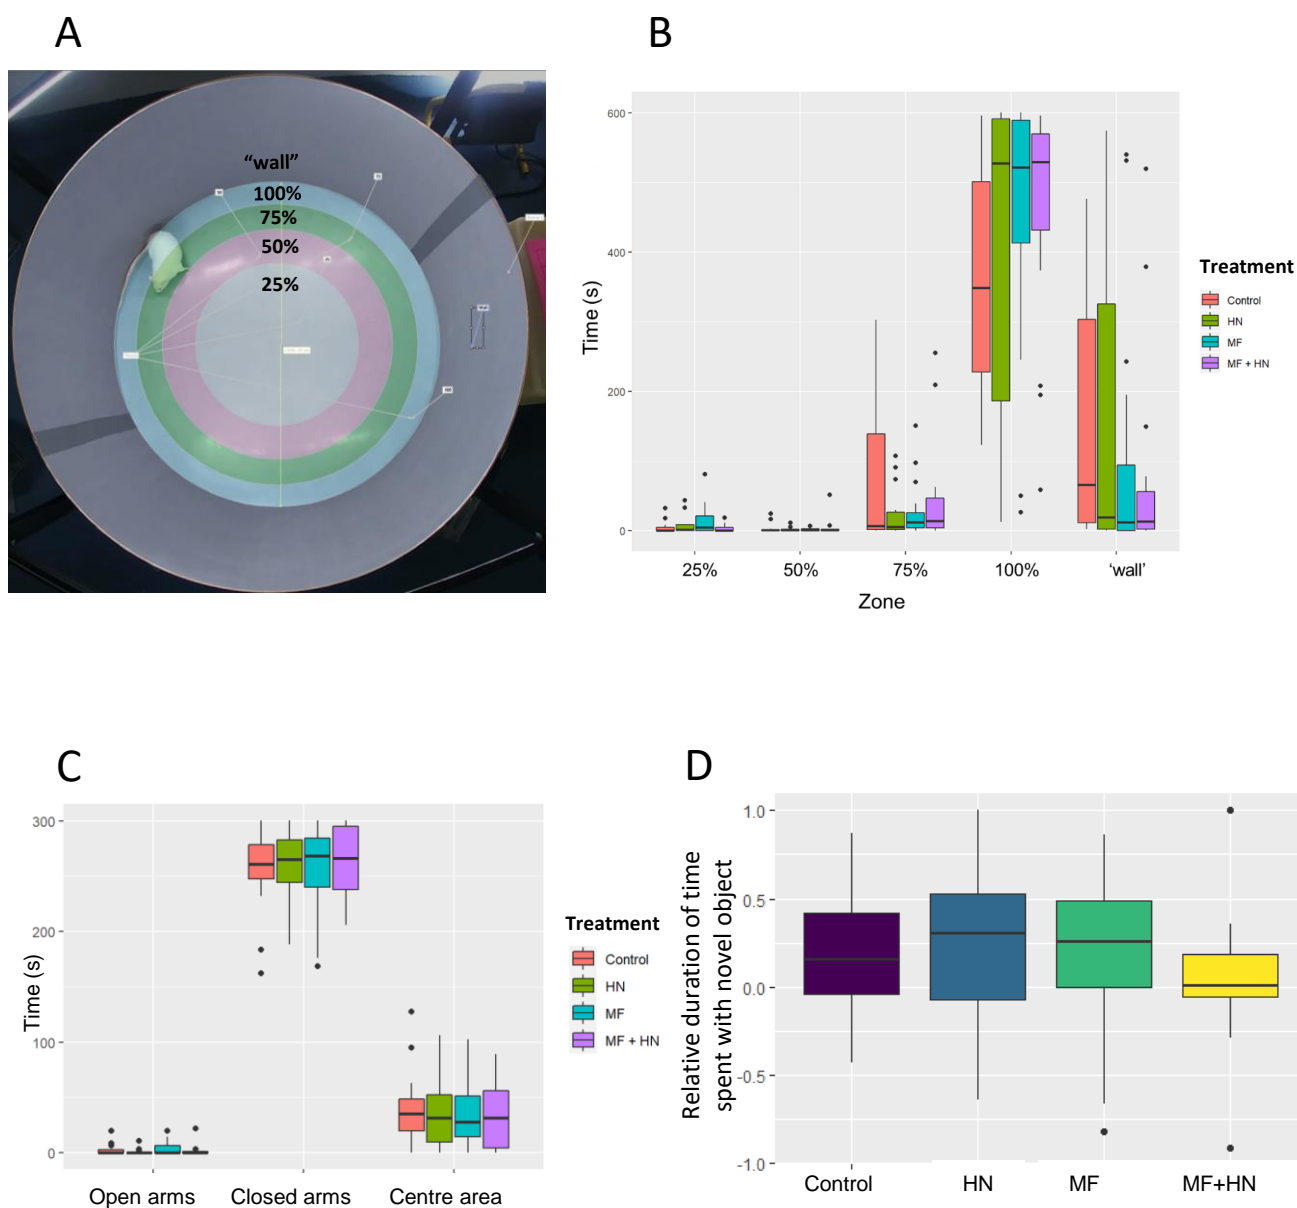 A
"wall"
100%
75%
50%
25%
B
600
400
200
0
Time (s)
25%
50%
75%
100%
'wall'
Zone
Treatment
Control
HN
MF
MF + HN
C
300
200
100
0
Time (s)
Open arms
Closed arms
Centre area
Treatment
Control
HN
MF
MF + HN
D
1.0
0.5
0.0
-0.5
-1.0
Relative duration of time
spent with novel object
Control
HN
MF
MF+HN